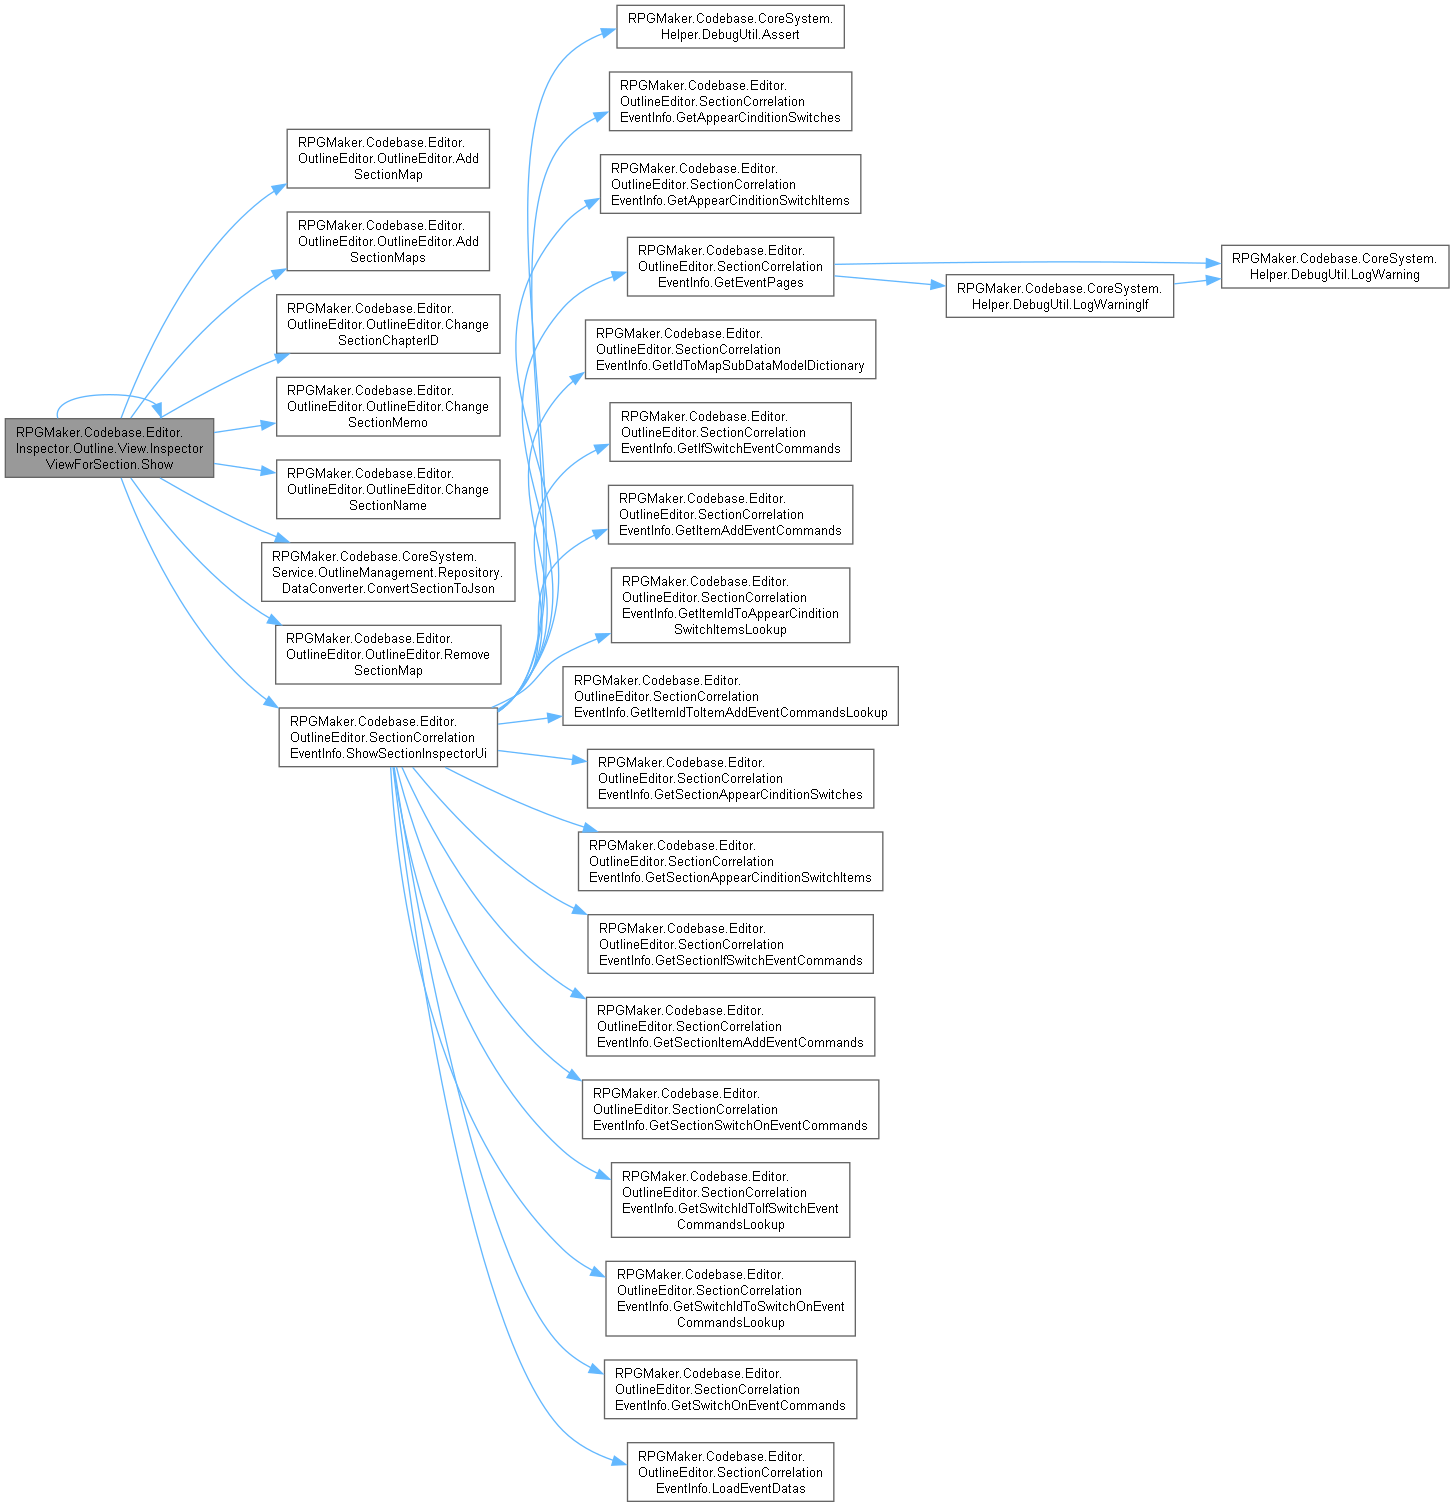 RPGMaker.Codebase.Editor.
Inspector.Outline.View.Inspector
ViewForSection.Show
RPGMaker.Codebase.Editor.
OutlineEditor.OutlineEditor.Add
SectionMap
RPGMaker.Codebase.Editor.
OutlineEditor.OutlineEditor.Add
SectionMaps
RPGMaker.Codebase.Editor.
OutlineEditor.OutlineEditor.Change
SectionChapterID
RPGMaker.Codebase.Editor.
OutlineEditor.OutlineEditor.Change
SectionMemo
RPGMaker.Codebase.Editor.
OutlineEditor.OutlineEditor.Change
SectionName
RPGMaker.Codebase.CoreSystem.
Service.OutlineManagement.Repository.
DataConverter.ConvertSectionToJson
RPGMaker.Codebase.Editor.
OutlineEditor.OutlineEditor.Remove
SectionMap
RPGMaker.Codebase.Editor.
OutlineEditor.SectionCorrelation
EventInfo.ShowSectionInspectorUi
RPGMaker.Codebase.CoreSystem.
Helper.DebugUtil.Assert
RPGMaker.Codebase.Editor.
OutlineEditor.SectionCorrelation
EventInfo.GetAppearCinditionSwitches
RPGMaker.Codebase.Editor.
OutlineEditor.SectionCorrelation
EventInfo.GetAppearCinditionSwitchItems
RPGMaker.Codebase.Editor.
OutlineEditor.SectionCorrelation
EventInfo.GetEventPages
RPGMaker.Codebase.Editor.
OutlineEditor.SectionCorrelation
EventInfo.GetIdToMapSubDataModelDictionary
RPGMaker.Codebase.Editor.
OutlineEditor.SectionCorrelation
EventInfo.GetIfSwitchEventCommands
RPGMaker.Codebase.Editor.
OutlineEditor.SectionCorrelation
EventInfo.GetItemAddEventCommands
RPGMaker.Codebase.Editor.
OutlineEditor.SectionCorrelation
EventInfo.GetItemIdToAppearCindition
SwitchItemsLookup
RPGMaker.Codebase.Editor.
OutlineEditor.SectionCorrelation
EventInfo.GetItemIdToItemAddEventCommandsLookup
RPGMaker.Codebase.Editor.
OutlineEditor.SectionCorrelation
EventInfo.GetSectionAppearCinditionSwitches
RPGMaker.Codebase.Editor.
OutlineEditor.SectionCorrelation
EventInfo.GetSectionAppearCinditionSwitchItems
RPGMaker.Codebase.Editor.
OutlineEditor.SectionCorrelation
EventInfo.GetSectionIfSwitchEventCommands
RPGMaker.Codebase.Editor.
OutlineEditor.SectionCorrelation
EventInfo.GetSectionItemAddEventCommands
RPGMaker.Codebase.Editor.
OutlineEditor.SectionCorrelation
EventInfo.GetSectionSwitchOnEventCommands
RPGMaker.Codebase.Editor.
OutlineEditor.SectionCorrelation
EventInfo.GetSwitchIdToIfSwitchEvent
CommandsLookup
RPGMaker.Codebase.Editor.
OutlineEditor.SectionCorrelation
EventInfo.GetSwitchIdToSwitchOnEvent
CommandsLookup
RPGMaker.Codebase.Editor.
OutlineEditor.SectionCorrelation
EventInfo.GetSwitchOnEventCommands
RPGMaker.Codebase.Editor.
OutlineEditor.SectionCorrelation
EventInfo.LoadEventDatas
RPGMaker.Codebase.CoreSystem.
Helper.DebugUtil.LogWarningIf
RPGMaker.Codebase.CoreSystem.
Helper.DebugUtil.LogWarning